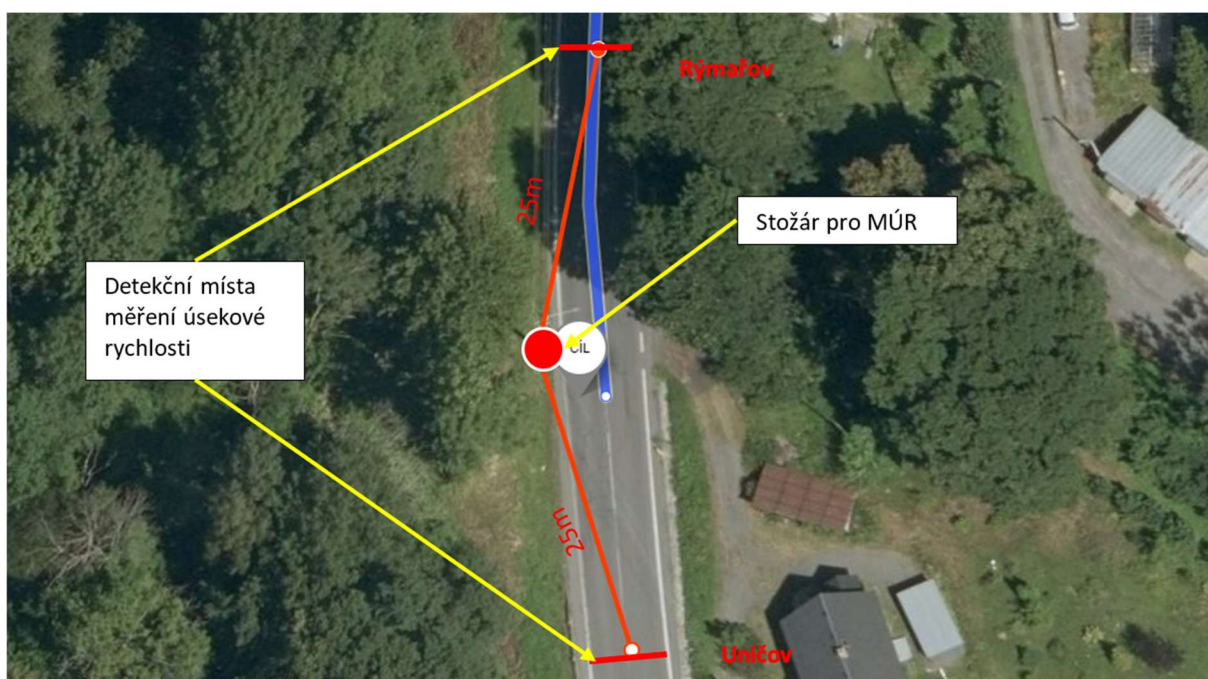 Rýmařov
25m
Stožár pro MÚR
Detekční místa
měření úsekové
rychlosti
CÍL
25m
Uničov